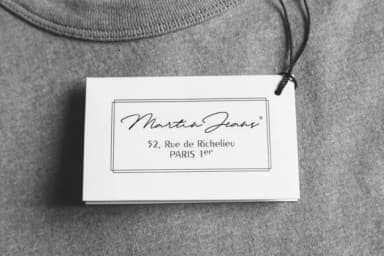 Martin Jeans®
52, Rue de Richelieu
PARIS 1er